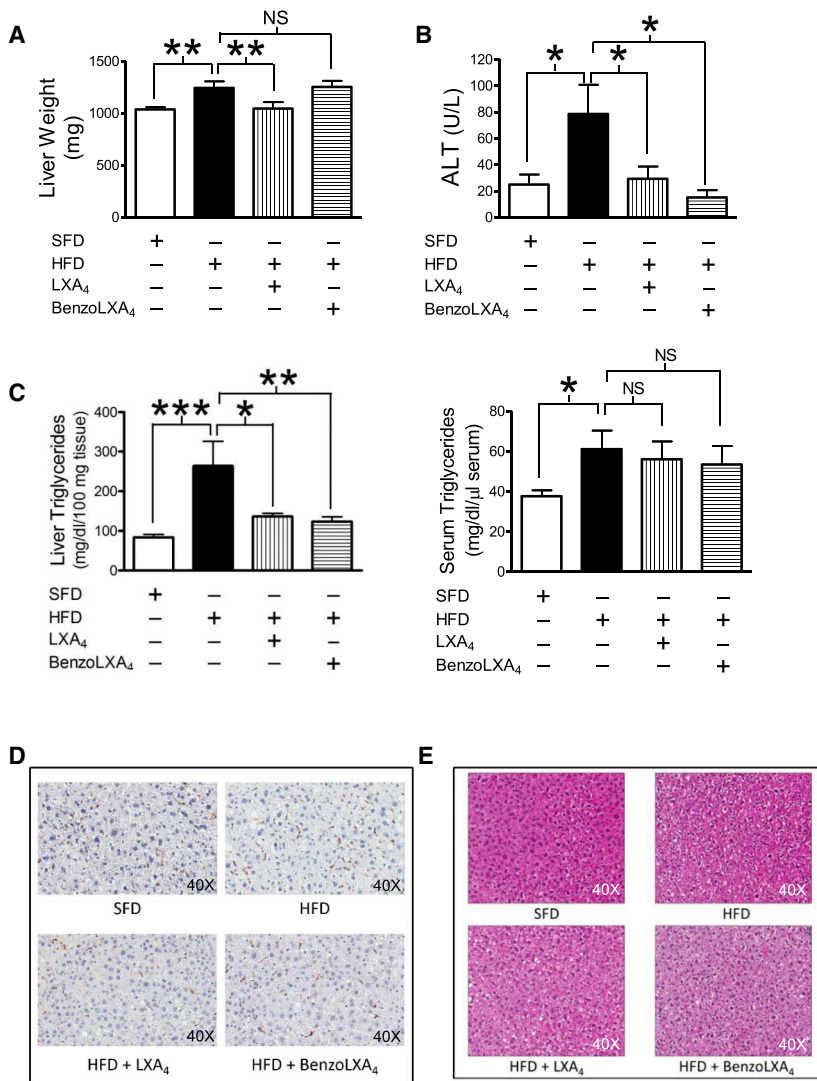 A
NS
** **
Liver Weight
(mg)
1500
1000
500
0
SFD + – – –
HFD – + + +
LXA4 – – + –
BenzoLXA4 – – – +
B
*
* *
ALT (U/L)
120
100
80
60
40
20
0
SFD + – – –
HFD – + + +
LXA4 – – + –
BenzoLXA4 – – – +
C
**
*** *
Liver Triglycerides
(mg/dl/100 mg tissue)
400
300
200
100
0
SFD + – – –
HFD – + + +
LXA4 – – + –
BenzoLXA4 – – – +
NS
* NS
Serum Triglycerides
(mg/dl/μl serum)
80
60
40
20
0
SFD + – – –
HFD – + + +
LXA4 – – + –
BenzoLXA4 – – – +
D
40X 40X
SFD HFD
40X 40X
HFD + LXA4 HFD + BenzoLXA4
E
40X 40X
SFD HFD
40X 40X
HFD + LXA4 HFD + BenzoLXA4